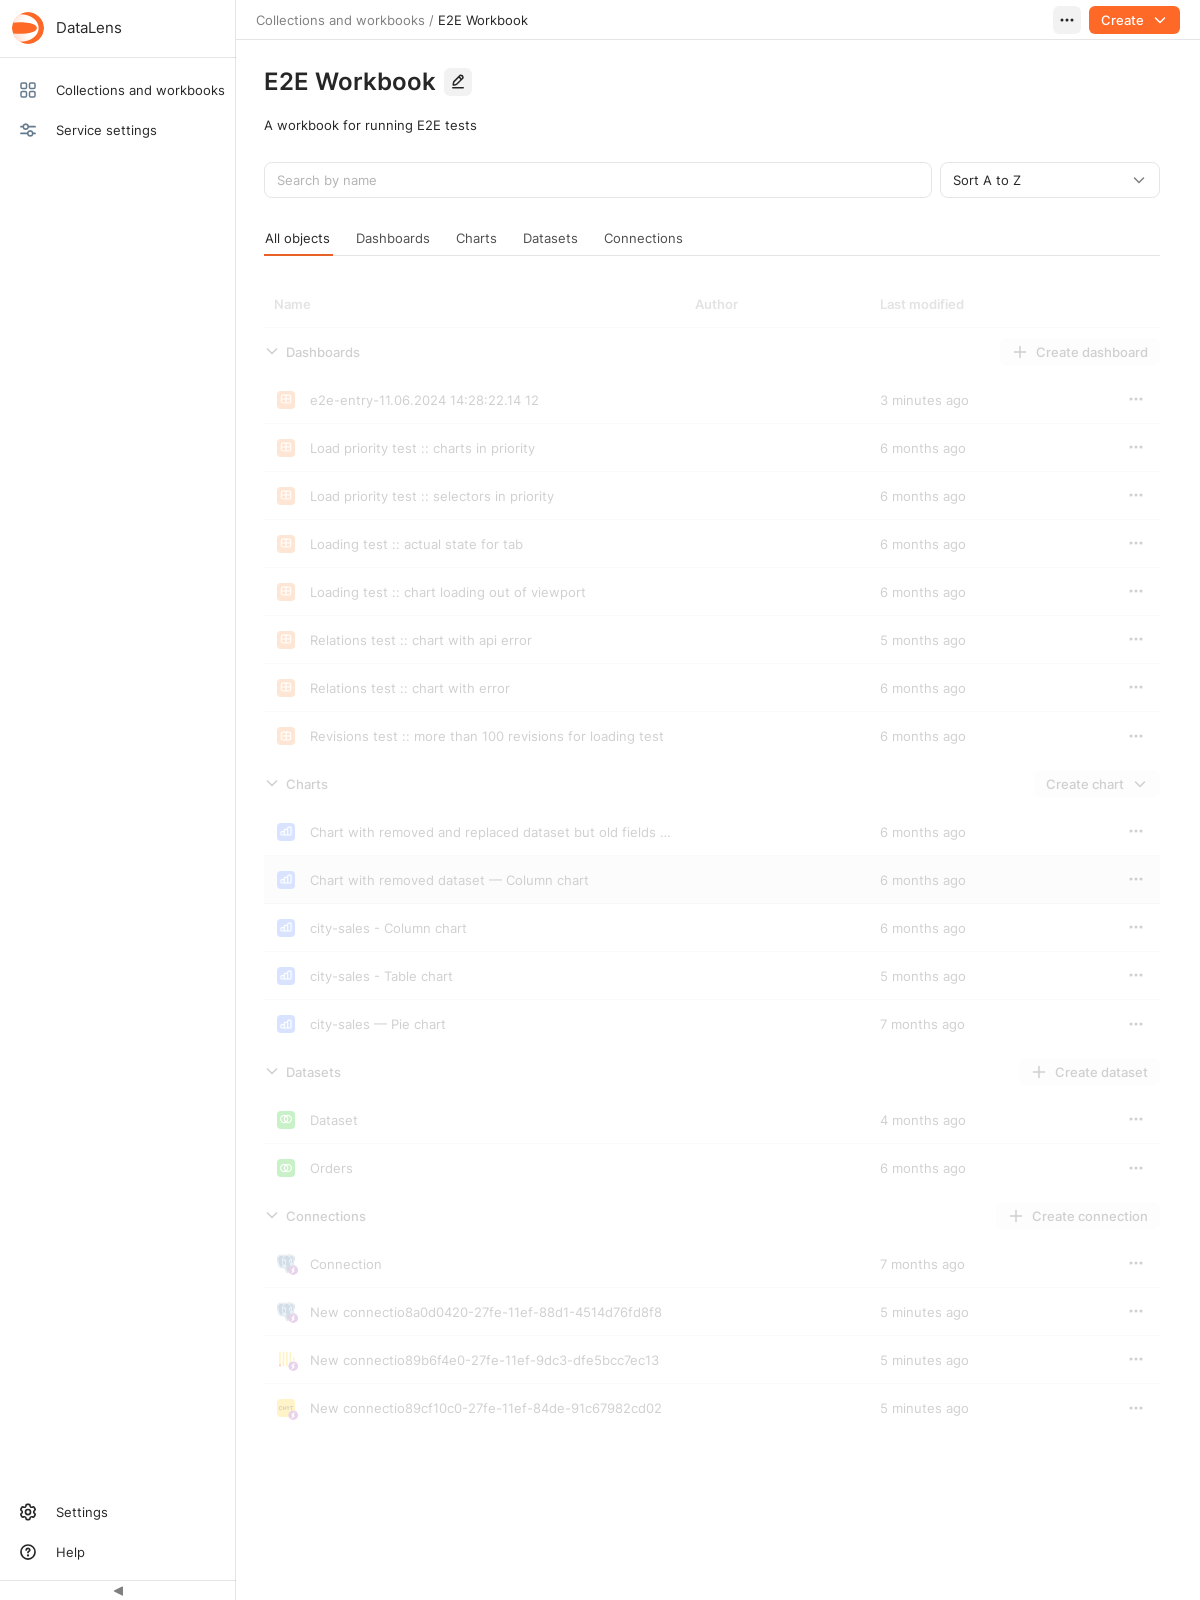 DataLens
Collections and workbooks
Service settings
Collections and workbooks / E2E Workbook
Create
E2E Workbook
A workbook for running E2E tests
Search by name
Sort A to Z
All objects Dashboards Charts Datasets Connections
Name Author Last modified
Dashboards Create dashboard
e2e-entry-11.06.2024 14:28:22.14 12 3 minutes ago
Load priority test :: charts in priority 6 months ago
Load priority test :: selectors in priority 6 months ago
Loading test :: actual state for tab 6 months ago
Loading test :: chart loading out of viewport 6 months ago
Relations test :: chart with api error 5 months ago
Relations test :: chart with error 6 months ago
Revisions test :: more than 100 revisions for loading test 6 months ago
Charts Create chart
Chart with removed and replaced dataset but old fields ... 6 months ago
Chart with removed dataset — Column chart 6 months ago
city-sales - Column chart 6 months ago
city-sales - Table chart 5 months ago
city-sales — Pie chart 7 months ago
Datasets Create dataset
Dataset 4 months ago
Orders 6 months ago
Connections Create connection
Connection 7 months ago
New connectio8a0d0420-27fe-11ef-88d1-4514d76fd8f8 5 minutes ago
New connectio89b6f4e0-27fe-11ef-9dc3-dfe5bcc7ec13 5 minutes ago
New connectio89cf10c0-27fe-11ef-84de-91c67982cd02 5 minutes ago
Settings
Help